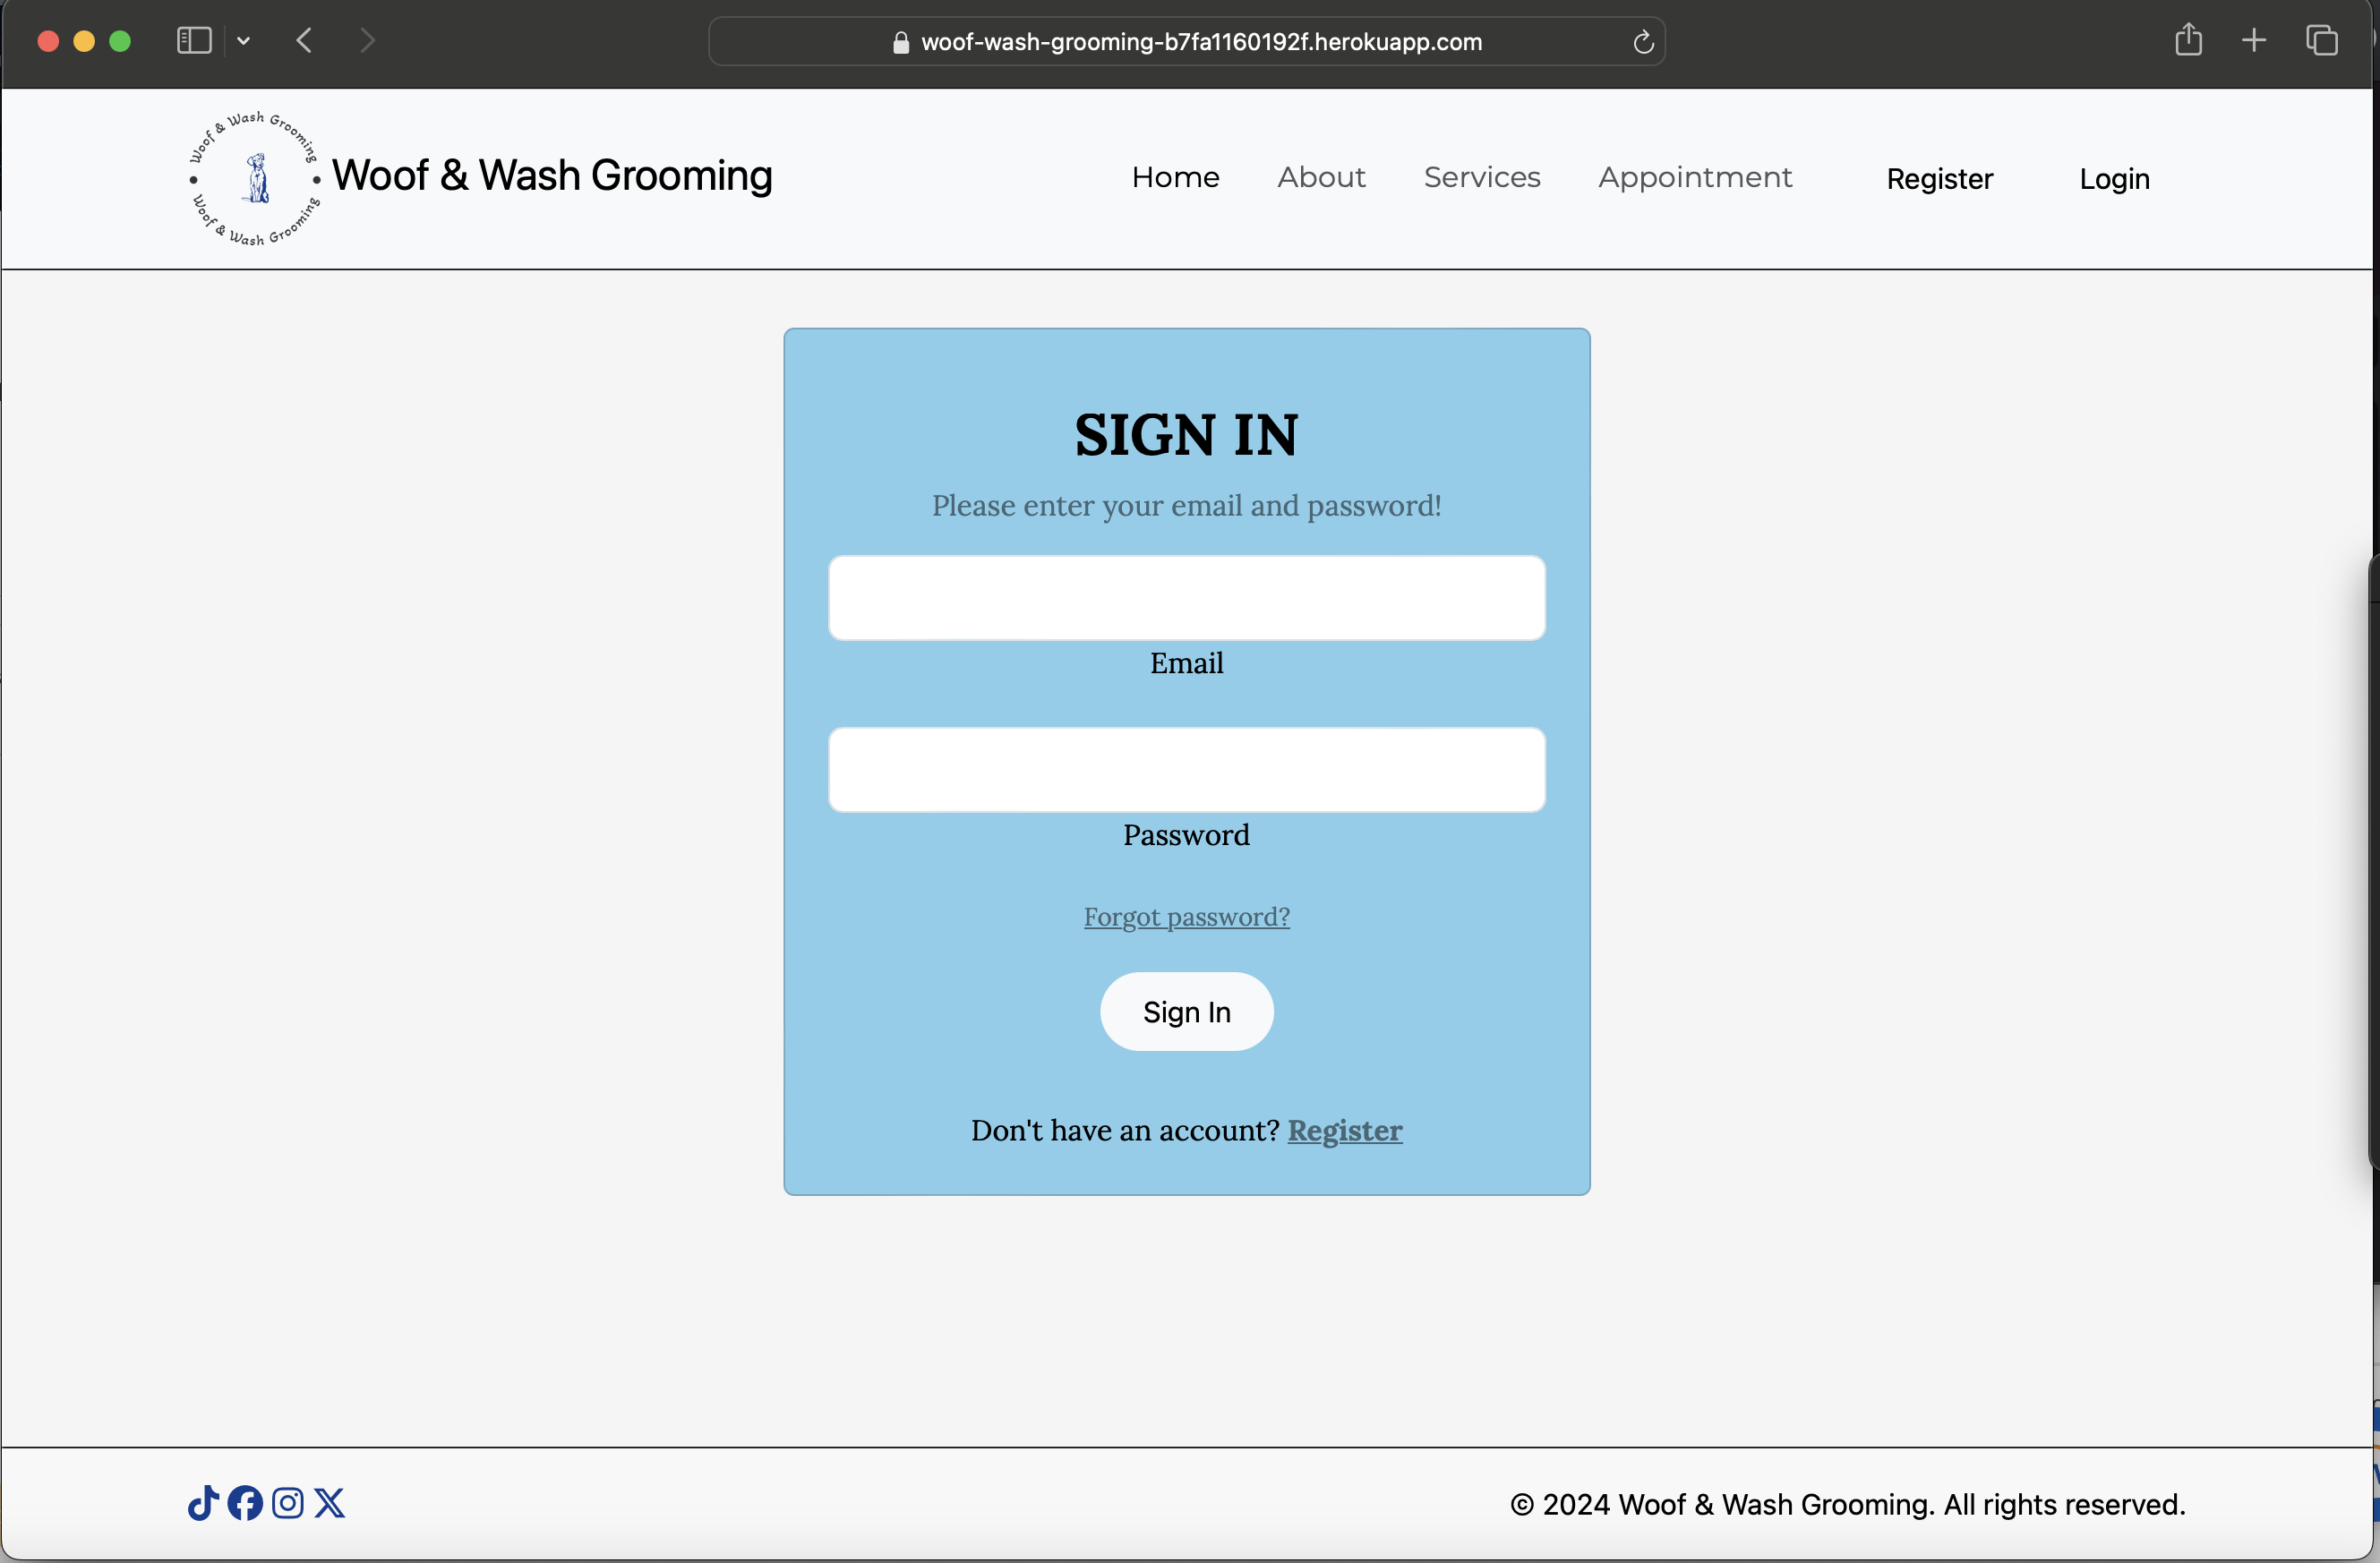 woof-wash-grooming-b7fa1160192f.herokuapp.com
Woof & Wash Grooming
Woof & Wash Grooming
Woof & Wash Grooming
Home About Services Appointment Register Login
SIGN IN
Please enter your email and password!
Email
Password
Forgot password?
Sign In
Don't have an account? Register
© 2024 Woof & Wash Grooming. All rights reserved.